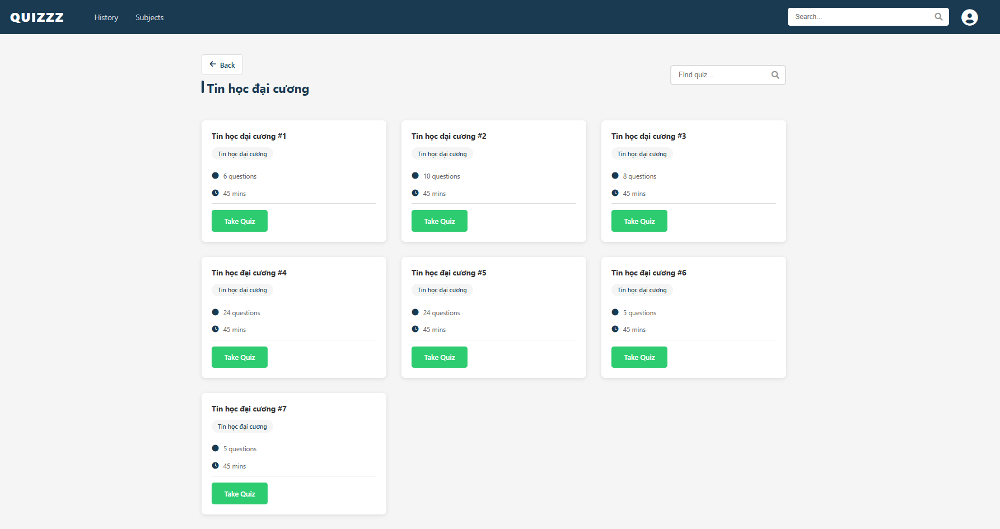 QUIZZZ
History
Subjects
Search...
Back
Find quiz...
Tin học đại cương
Tin học đại cương #1
Tin học đại cương
6 questions
45 mins
Take Quiz
Tin học đại cương #2
Tin học đại cương
10 questions
45 mins
Take Quiz
Tin học đại cương #3
Tin học đại cương
8 questions
45 mins
Take Quiz
Tin học đại cương #4
Tin học đại cương
24 questions
45 mins
Take Quiz
Tin học đại cương #5
Tin học đại cương
24 questions
45 mins
Take Quiz
Tin học đại cương #6
Tin học đại cương
5 questions
45 mins
Take Quiz
Tin học đại cương #7
Tin học đại cương
5 questions
45 mins
Take Quiz